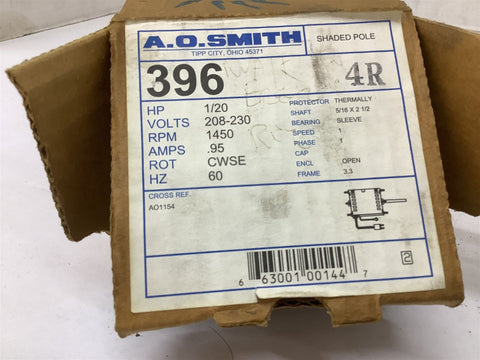 A.O.SMITH
TIPP CITY, OHIO 45371
SHADED POLE
396
4R
HP 1/20
VOLTS 208-230
RPM 1450
AMPS .95
ROT CWSE
HZ 60
PROTECTOR THERMALLY
SHAFT 5/16 X 2 1/2
BEARING SLEEVE
SPEED 1
PHASE 1
CAP
ENCL OPEN
FRAME 3.3
CROSS REF.
AO1154
6 63001 00144 7
2